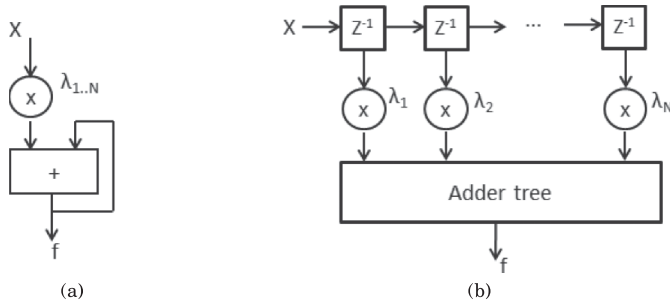 X
λ₁..N
x
+
f
(a)
X Z⁻¹ Z⁻¹ ... Z⁻¹
x λ₁ x λ₂ x λN
Adder tree
f
(b)